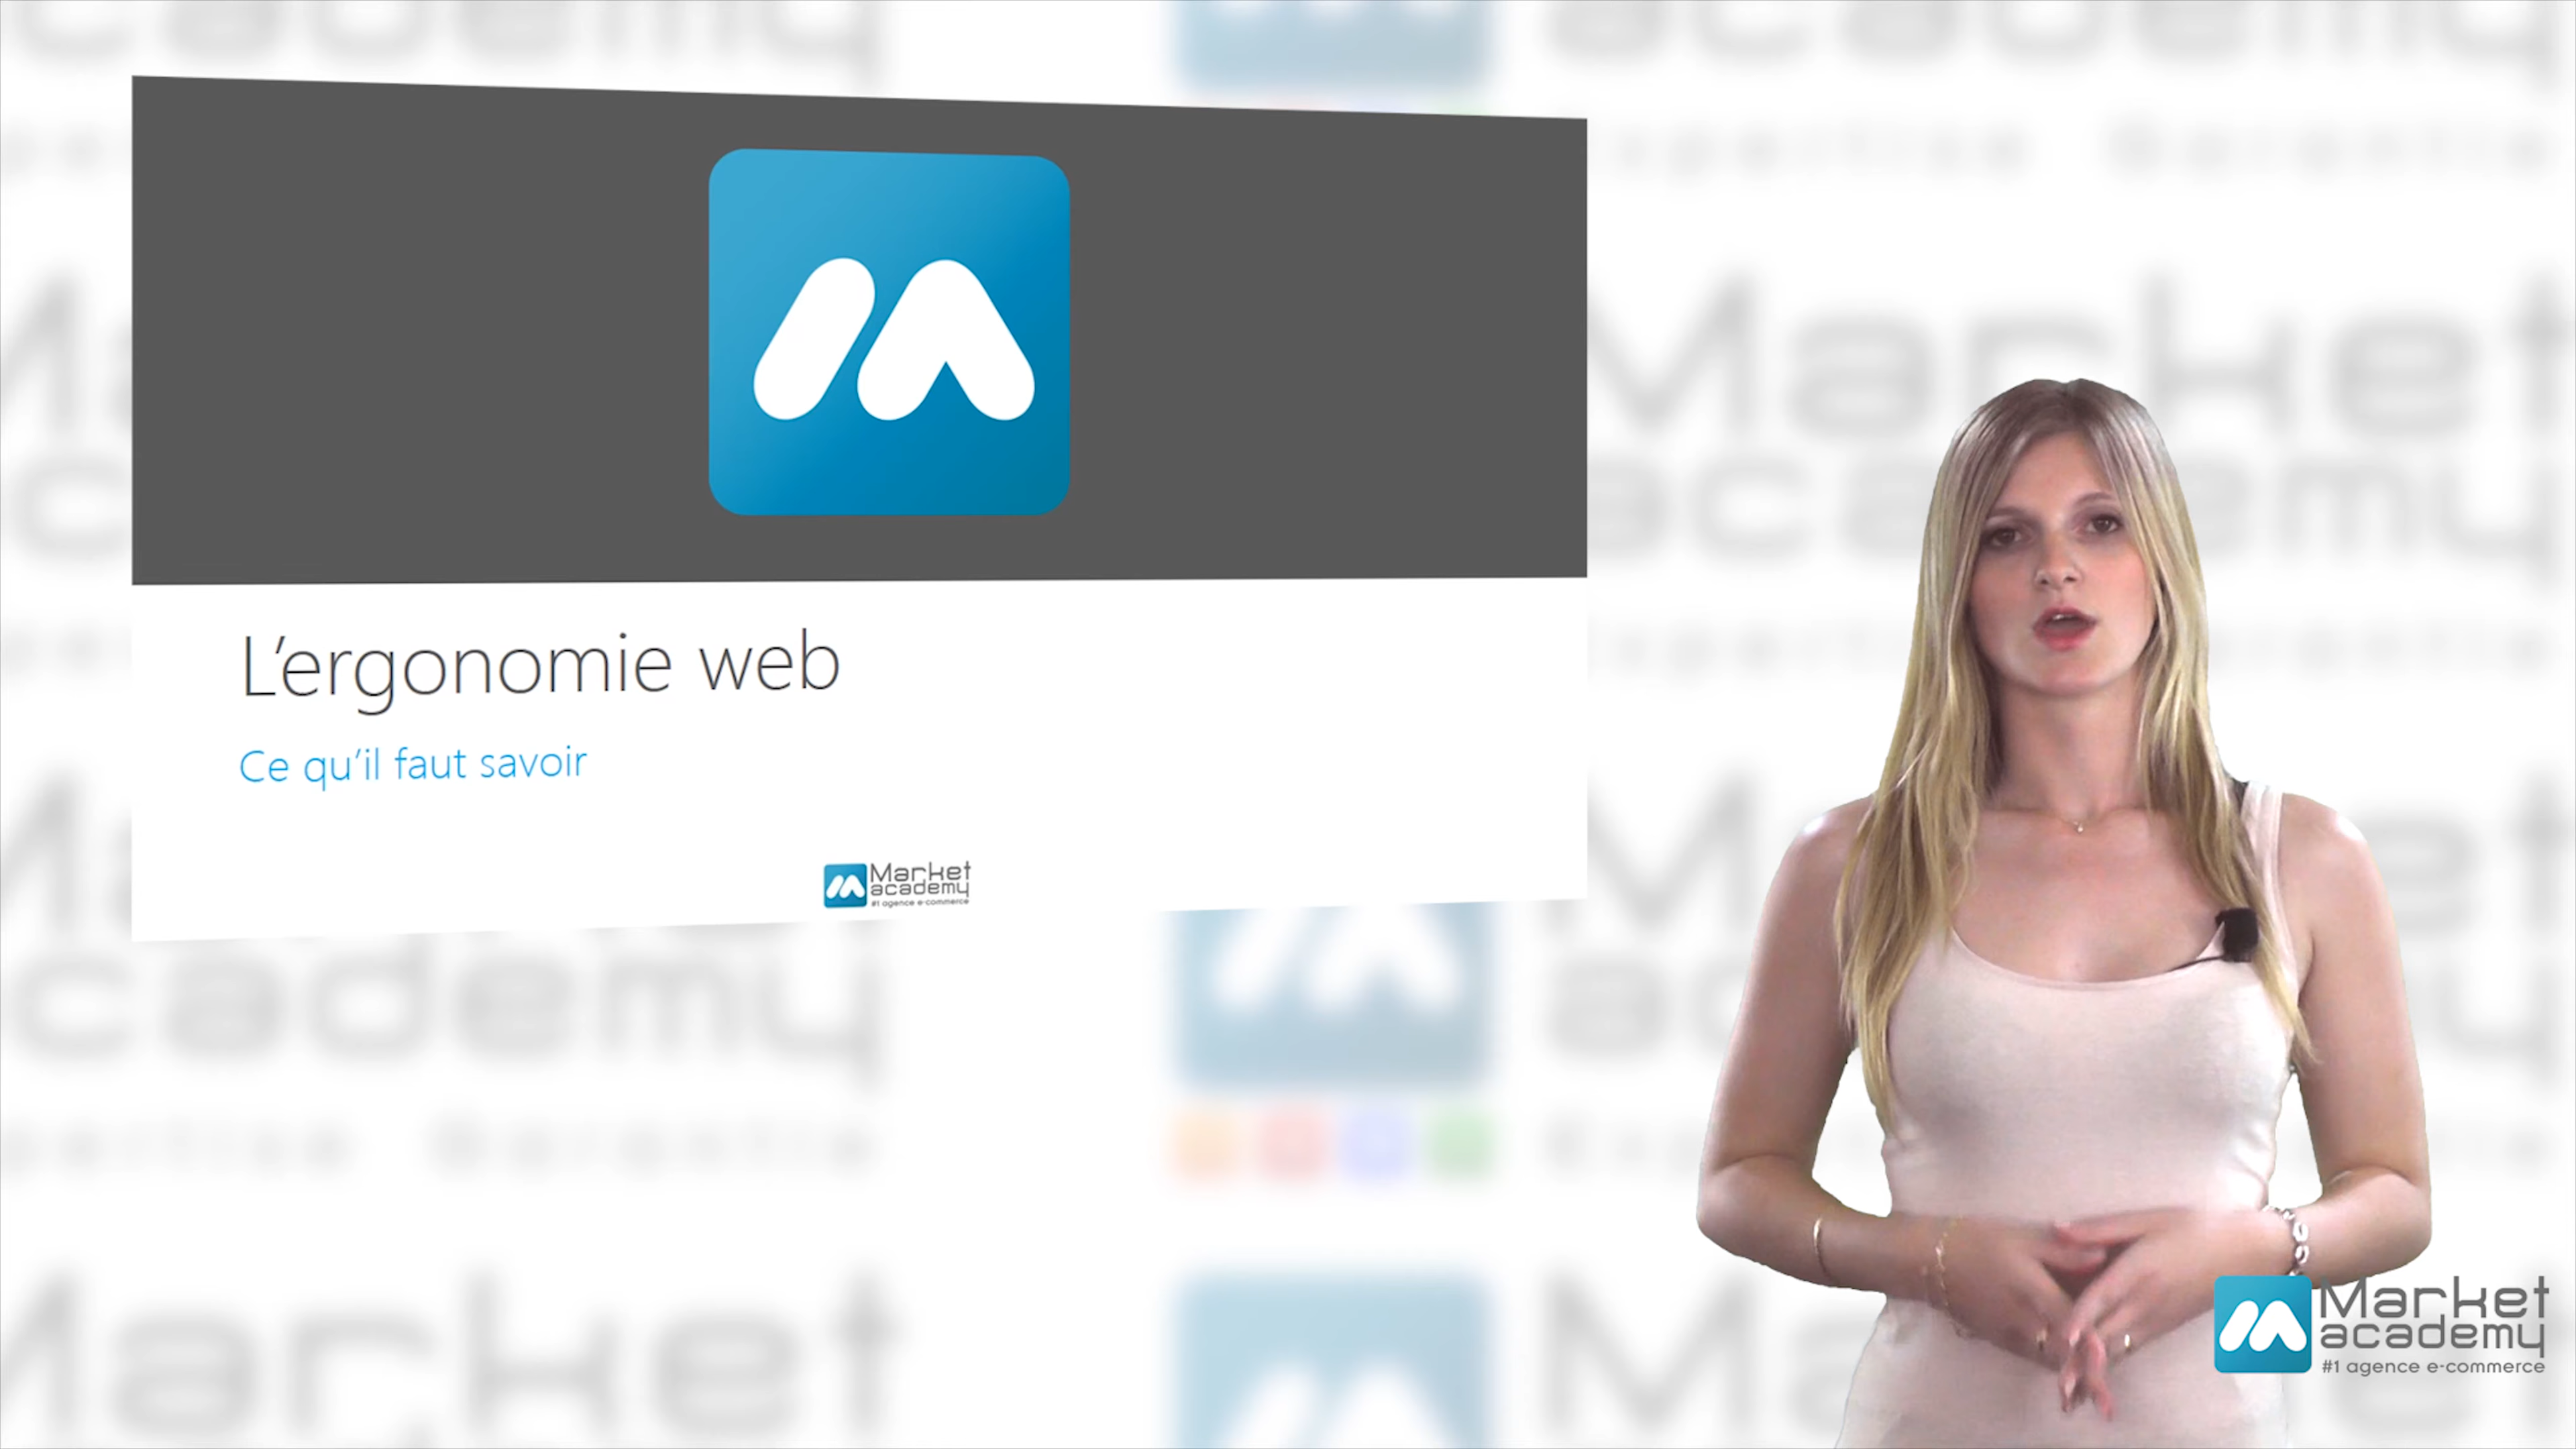 L'ergonomie web
Ce qu'il faut savoir
Market
academy
#1 agence e-commerce
Market
academy
#1 agence e-commerce